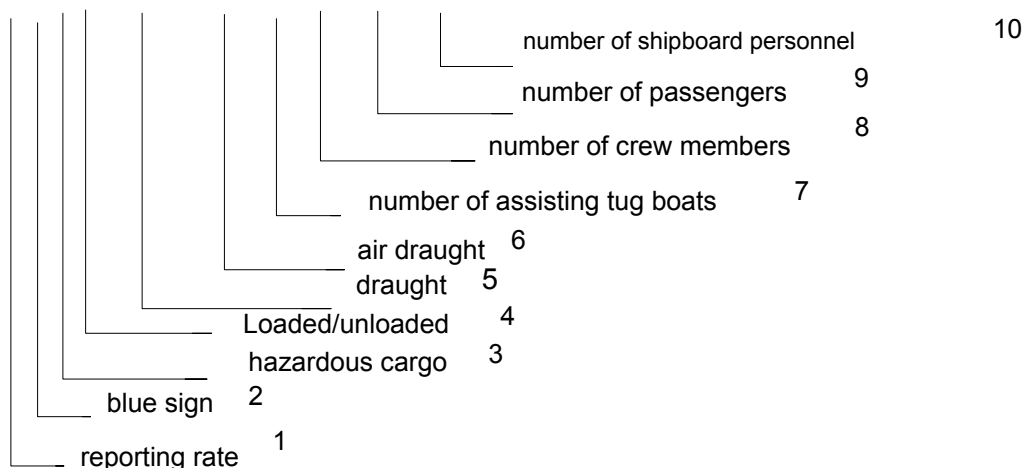 number of shipboard personnel 10
number of passengers 9
number of crew members 8
number of assisting tug boats 7
air draught 6
draught 5
Loaded/unloaded 4
hazardous cargo 3
blue sign 2
reporting rate 1